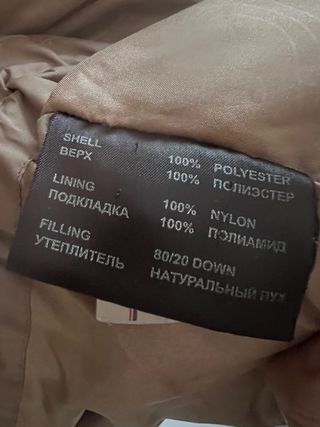 SHELL 100% POLYESTER
ВЕРХ 100% ПОЛИЭСТЕР
LINING 100% NYLON
ПОДКЛАДКА 100% ПОЛИАМИД
FILLING 80/20 DOWN
УТЕПЛИТЕЛЬ НАТУРАЛЬНЫЙ ПУХ